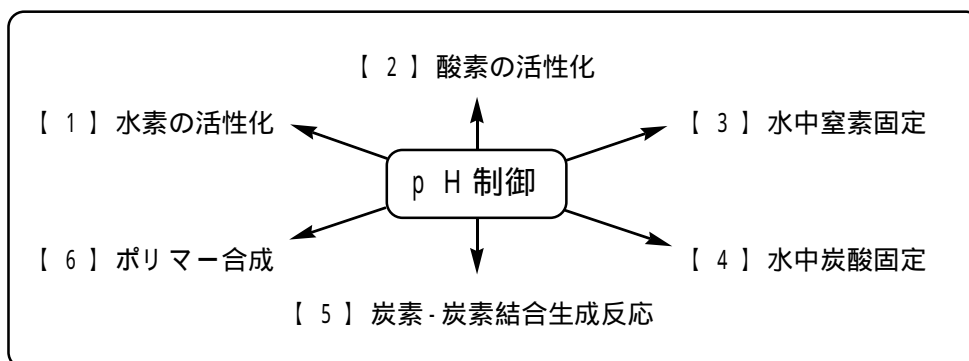 【 2 】酸素の活性化
【 1 】水素の活性化
【 3 】水中窒素固定
p H 制御
【 6 】ポリマー合成
【 4 】水中炭酸固定
【 5 】炭素-炭素結合生成反応